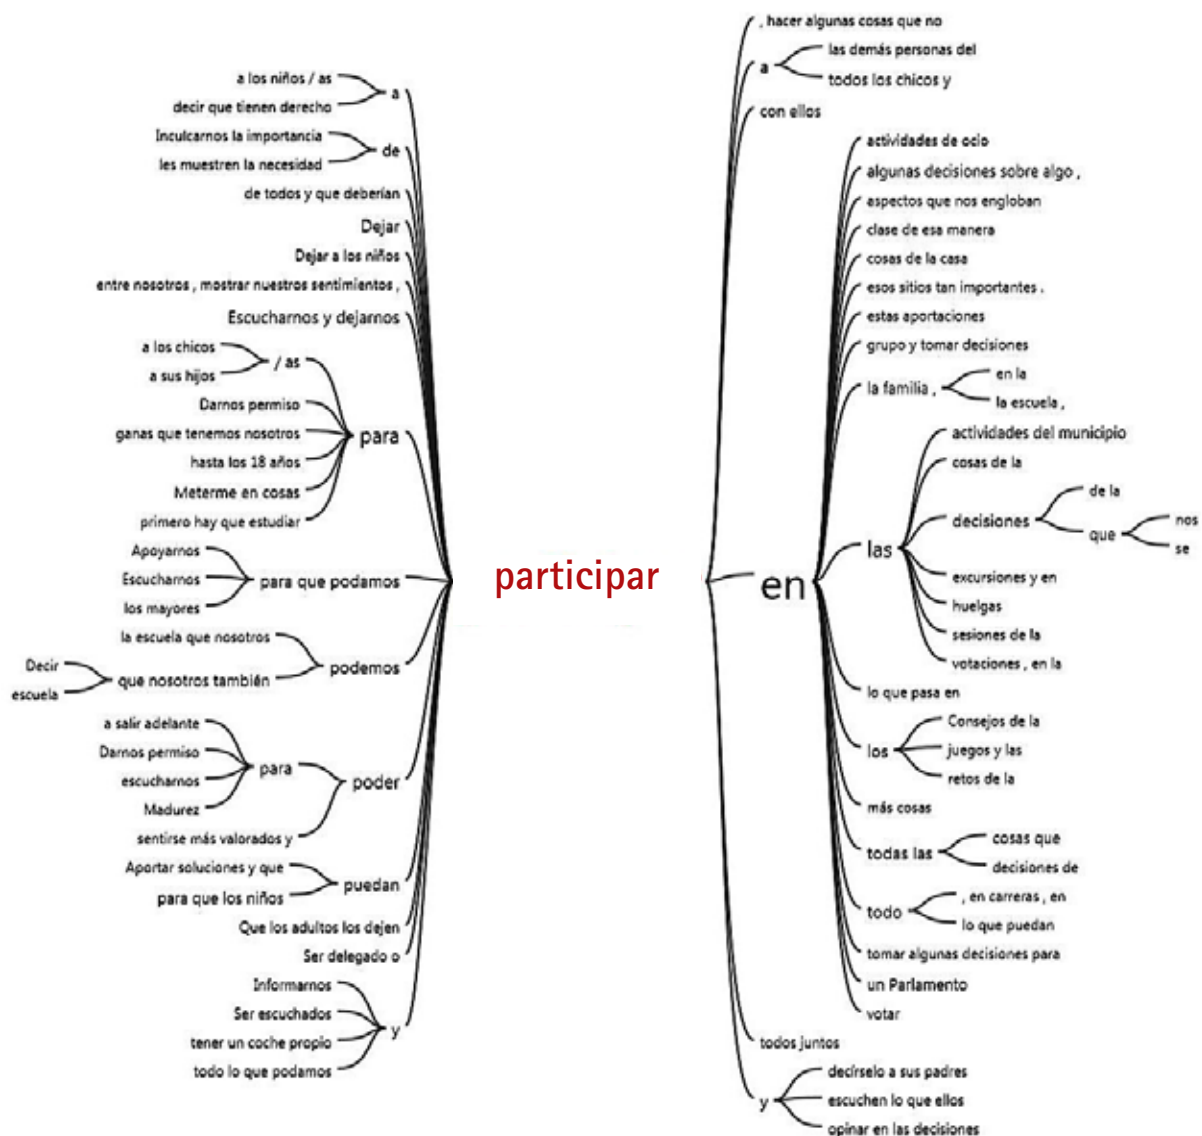 a los niños / as
decir que tienen derecho
a
Inculcarnos la importancia
les muestren la necesidad
de
de todos y que deberían
Dejar
Dejar a los niños
entre nosotros , mostrar nuestros sentimientos ,
Escucharnos y dejarnos
a los chicos
a sus hijos
/ as
Darnos permiso
ganas que tenemos nosotros
hasta los 18 años
Meterme en cosas
primero hay que estudiar
para
Apoyarnos
Escucharnos
los mayores
para que podamos
la escuela que nosotros
Decir
escuela
que nosotros también
podemos
a salir adelante
Darnos permiso
escucharnos
Madurez
para
sentirse más valorados y
poder
Aportar soluciones y que
para que los niños
puedan
Que los adultos los dejen
Ser delegado o
Informarnos
Ser escuchados
tener un coche propio
todo lo que podamos
y
participar
, hacer algunas cosas que no
a
las demás personas del
todos los chicos y
con ellos
en
actividades de ocio
algunas decisiones sobre algo ,
aspectos que nos engloban
clase de esa manera
cosas de la casa
esos sitios tan importantes .
estas aportaciones
grupo y tomar decisiones
la familia ,
en la
la escuela ,
las
actividades del municipio
cosas de la
decisiones
de la
que
nos
se
excursiones y en
huelgas
sesiones de la
votaciones , en la
lo que pasa en
los
Consejos de la
juegos y las
retos de la
más cosas
todas las
cosas que
decisiones de
todo
, en carreras , en
lo que puedan
tomar algunas decisiones para
un Parlamento
votar
todos juntos
y
decírselo a sus padres
escuchen lo que ellos
opinar en las decisiones